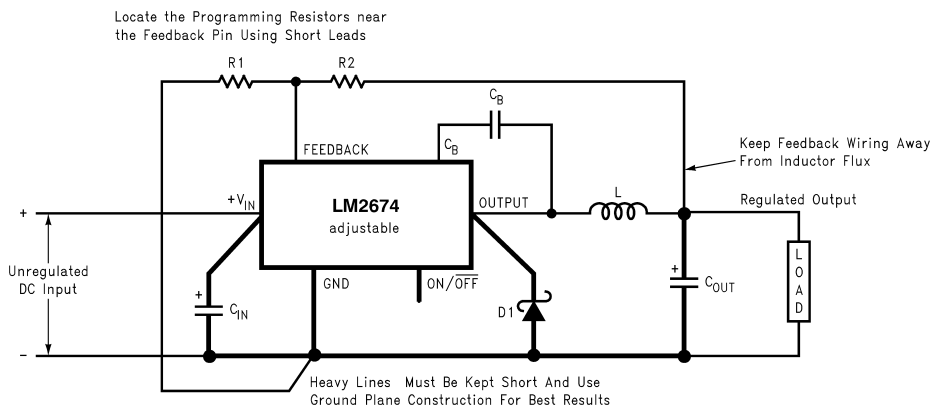 Locate the Programming Resistors near
the Feedback Pin Using Short Leads
R1
R2
C_B
FEEDBACK
C_B
Keep Feedback Wiring Away
From Inductor Flux
+V_IN
LM2674
adjustable
OUTPUT
L
Regulated Output
+
Unregulated
DC Input
−
+
C_IN
GND
ON/O̅F̅F̅
D1
+
C_OUT
LOAD
Heavy Lines Must Be Kept Short And Use
Ground Plane Construction For Best Results